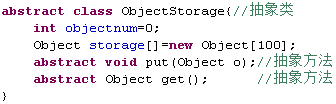 abstract class ObjectStorage{//抽象类
    int objectnum=0;
    Object storage[]=new Object[100];
    abstract void put(Object o);//抽象方法
    abstract Object get();      //抽象方法
}